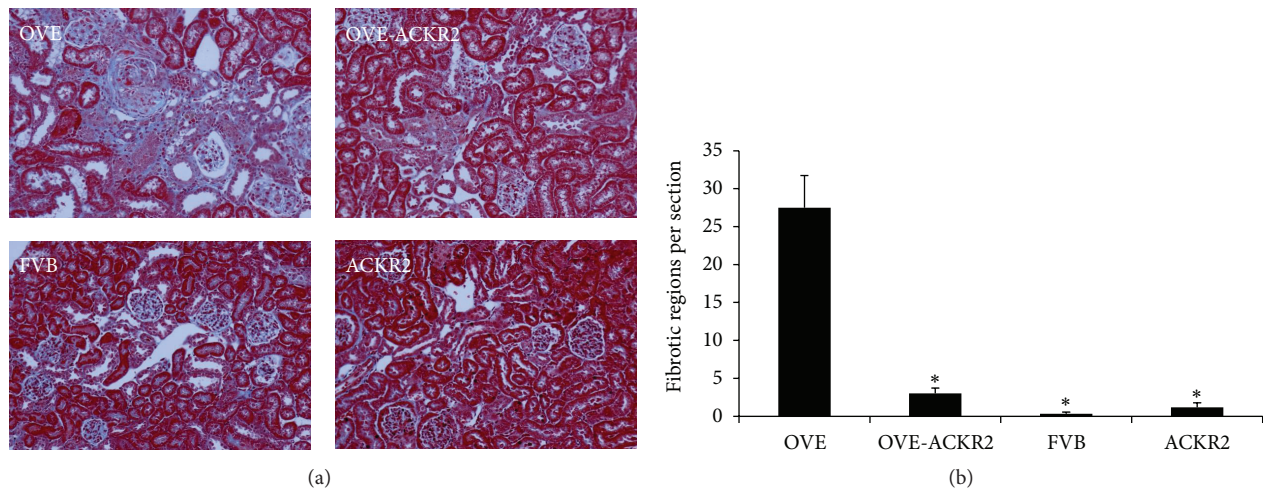 OVE
OVE-ACKR2
FVB
ACKR2
(a)
Fibrotic regions per section
35
30
25
20
15
10
5
0
*
*
*
OVE
OVE-ACKR2
FVB
ACKR2
(b)